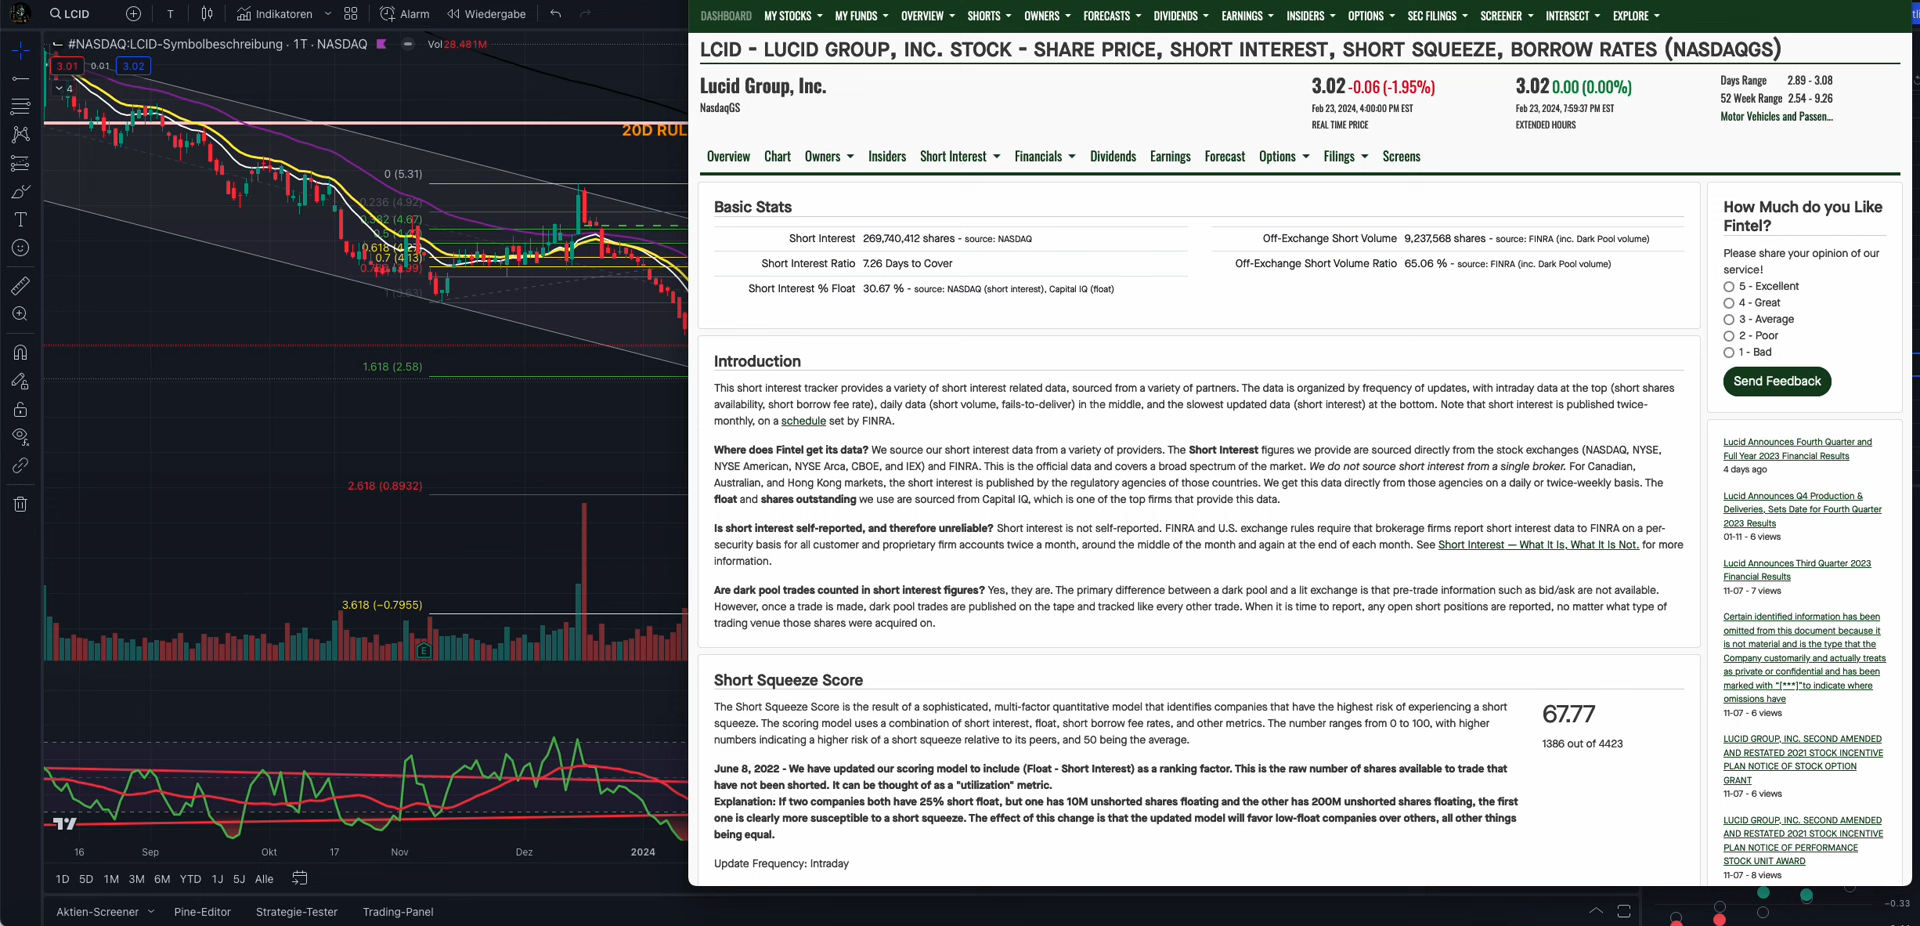 LCID
T
Indikatoren
Alarm
Wiedergabe
#NASDAQ:LCID-Symbolbeschreibung · 1T · NASDAQ
Vol 28.481M
3.01 0.01 3.02
4
20D RUL
0 (5.31)
0.236 (4.92)
0.382 (4.67)
0.7 (4.13)
1.618 (2.58)
2.618 (0.8932)
3.618 (−0.7955)
E
16 Sep Okt 17 Nov Dez 2024
1D 5D 1M 3M 6M YTD 1J 5J Alle
Aktien-Screener Pine-Editor Strategie-Tester Trading-Panel
DASHBOARD MY STOCKS MY FUNDS OVERVIEW SHORTS OWNERS FORECASTS DIVIDENDS EARNINGS INSIDERS OPTIONS SEC FILINGS SCREENER INTERSECT EXPLORE
LCID - LUCID GROUP, INC. STOCK - SHARE PRICE, SHORT INTEREST, SHORT SQUEEZE, BORROW RATES (NASDAQGS)
Lucid Group, Inc.
NasdaqGS
3.02 -0.06 (-1.95%)
Feb 23, 2024, 4:00:00 PM EST
REAL TIME PRICE
3.02 0.00 (0.00%)
Feb 23, 2024, 7:59:37 PM EST
EXTENDED HOURS
Days Range 2.89 - 3.08
52 Week Range 2.54 - 9.26
Motor Vehicles and Passen...
Overview Chart Owners Insiders Short Interest Financials Dividends Earnings Forecast Options Filings Screens
Basic Stats
Short Interest 269,740,412 shares - source: NASDAQ
Short Interest Ratio 7.26 Days to Cover
Short Interest % Float 30.67 % - source: NASDAQ (short interest), Capital IQ (float)
Off-Exchange Short Volume 9,237,568 shares - source: FINRA (inc. Dark Pool volume)
Off-Exchange Short Volume Ratio 65.06 % - source: FINRA (inc. Dark Pool volume)
Introduction
This short interest tracker provides a variety of short interest related data, sourced from a variety of partners. The data is organized by frequency of updates, with intraday data at the top (short shares
availability, short borrow fee rate), daily data (short volume, fails-to-deliver) in the middle, and the slowest updated data (short interest) at the bottom. Note that short interest is published twice-
monthly, on a schedule set by FINRA.
Where does Fintel get its data? We source our short interest data from a variety of providers. The Short Interest figures we provide are sourced directly from the stock exchanges (NASDAQ, NYSE,
NYSE American, NYSE Arca, CBOE, and IEX) and FINRA. This is the official data and covers a broad spectrum of the market. We do not source short interest from a single broker. For Canadian,
Australian, and Hong Kong markets, the short interest is published by the regulatory agencies of those countries. We get this data directly from those agencies on a daily or twice-weekly basis. The
float and shares outstanding we use are sourced from Capital IQ, which is one of the top firms that provide this data.
Is short interest self-reported, and therefore unreliable? Short interest is not self-reported. FINRA and U.S. exchange rules require that brokerage firms report short interest data to FINRA on a per-
security basis for all customer and proprietary firm accounts twice a month, around the middle of the month and again at the end of each month. See Short Interest — What It Is, What It Is Not. for more
information.
Are dark pool trades counted in short interest figures? Yes, they are. The primary difference between a dark pool and a lit exchange is that pre-trade information such as bid/ask are not available.
However, once a trade is made, dark pool trades are published on the tape and tracked like every other trade. When it is time to report, any open short positions are reported, no matter what type of
trading venue those shares were acquired on.
Short Squeeze Score
The Short Squeeze Score is the result of a sophisticated, multi-factor quantitative model that identifies companies that have the highest risk of experiencing a short
squeeze. The scoring model uses a combination of short interest, float, short borrow fee rates, and other metrics. The number ranges from 0 to 100, with higher
numbers indicating a higher risk of a short squeeze relative to its peers, and 50 being the average.
67.77
1386 out of 4423
June 8, 2022 - We have updated our scoring model to include (Float - Short Interest) as a ranking factor. This is the raw number of shares available to trade that
have not been shorted. It can be thought of as a "utilization" metric.
Explanation: If two companies both have 25% short float, but one has 10M unshorted shares floating and the other has 200M unshorted shares floating, the first
one is clearly more susceptible to a short squeeze. The effect of this change is that the updated model will favor low-float companies over others, all other things
being equal.
Update Frequency: Intraday
How Much do you Like
Fintel?
Please share your opinion of our
service!
5 - Excellent
4 - Great
3 - Average
2 - Poor
1 - Bad
Send Feedback
Lucid Announces Fourth Quarter and
Full Year 2023 Financial Results
4 days ago
Lucid Announces Q4 Production &
Deliveries, Sets Date for Fourth Quarter
2023 Results
01-11 - 6 views
Lucid Announces Third Quarter 2023
Financial Results
11-07 - 7 views
Certain identified information has been
omitted from this document because it
is not material and is the type that the
Company customarily and actually treats
as private or confidential and has been
marked with "[***]"to indicate where
omissions have
11-07 - 6 views
LUCID GROUP, INC. SECOND AMENDED
AND RESTATED 2021 STOCK INCENTIVE
PLAN NOTICE OF STOCK OPTION
GRANT
11-07 - 6 views
LUCID GROUP, INC. SECOND AMENDED
AND RESTATED 2021 STOCK INCENTIVE
PLAN NOTICE OF PERFORMANCE
STOCK UNIT AWARD
11-07 - 8 views
−0.33